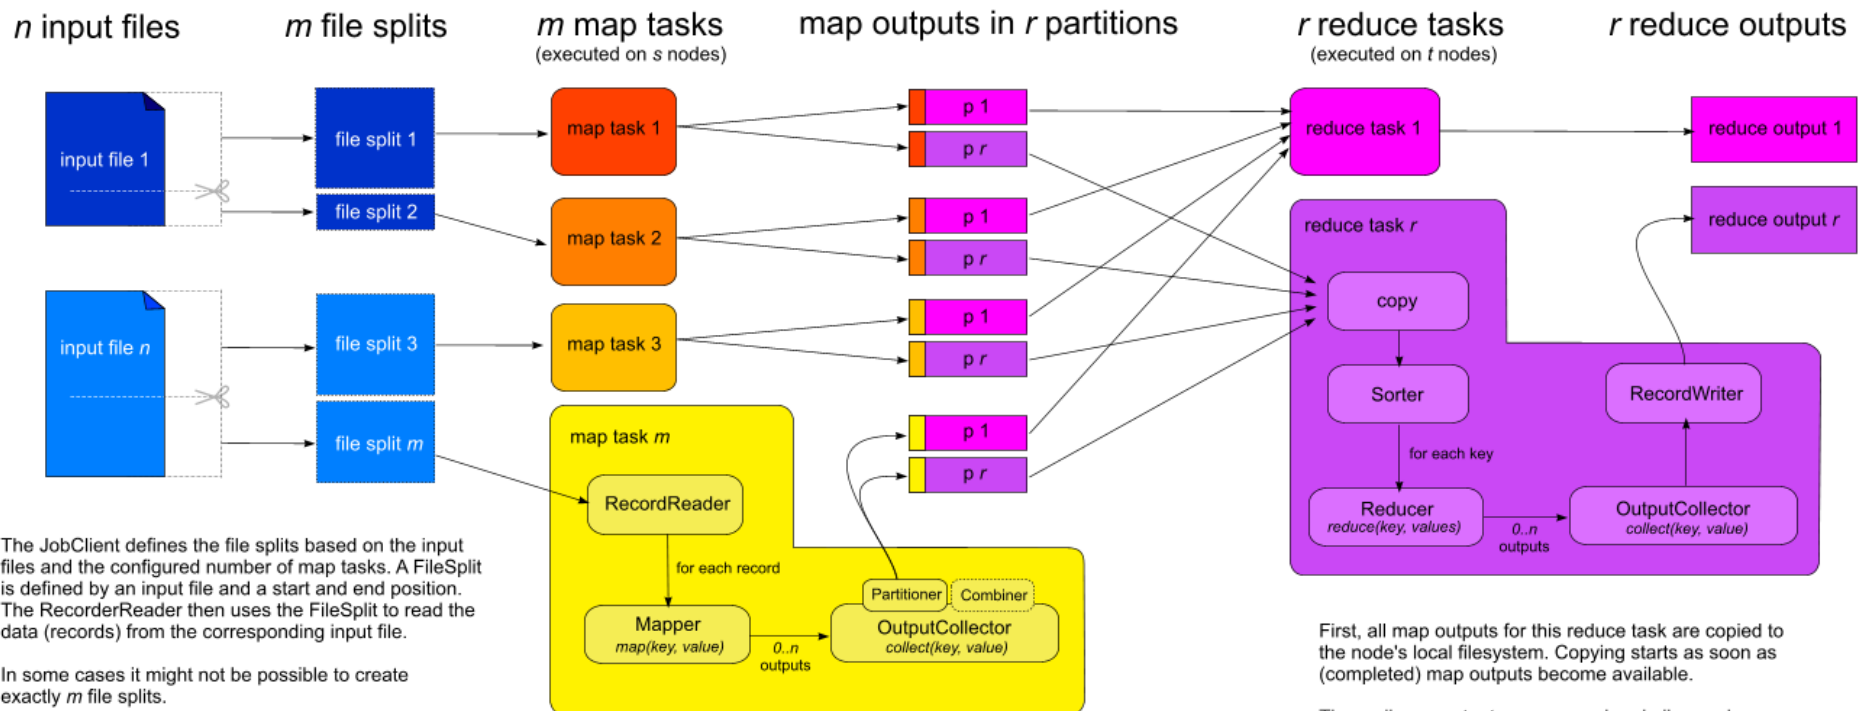 n input files
m file splits
m map tasks
(executed on s nodes)
map outputs in r partitions
r reduce tasks
(executed on t nodes)
r reduce outputs
input file 1
file split 1
file split 2
map task 1
map task 2
p 1
p r
p 1
p r
reduce task 1
reduce output 1
reduce output r
input file n
file split 3
file split m
map task 3
p 1
p r
p 1
p r
map task m
RecordReader
for each record
Mapper
map(key, value)
0..n
outputs
Partitioner
Combiner
OutputCollector
collect(key, value)
reduce task r
copy
Sorter
for each key
Reducer
reduce(key, values)
0..n
outputs
OutputCollector
collect(key, value)
RecordWriter
The JobClient defines the file splits based on the input
files and the configured number of map tasks. A FileSplit
is defined by an input file and a start and end position.
The RecorderReader then uses the FileSplit to read the
data (records) from the corresponding input file.
In some cases it might not be possible to create
exactly m file splits.
First, all map outputs for this reduce task are copied to
the node's local filesystem. Copying starts as soon as
(completed) map outputs become available.